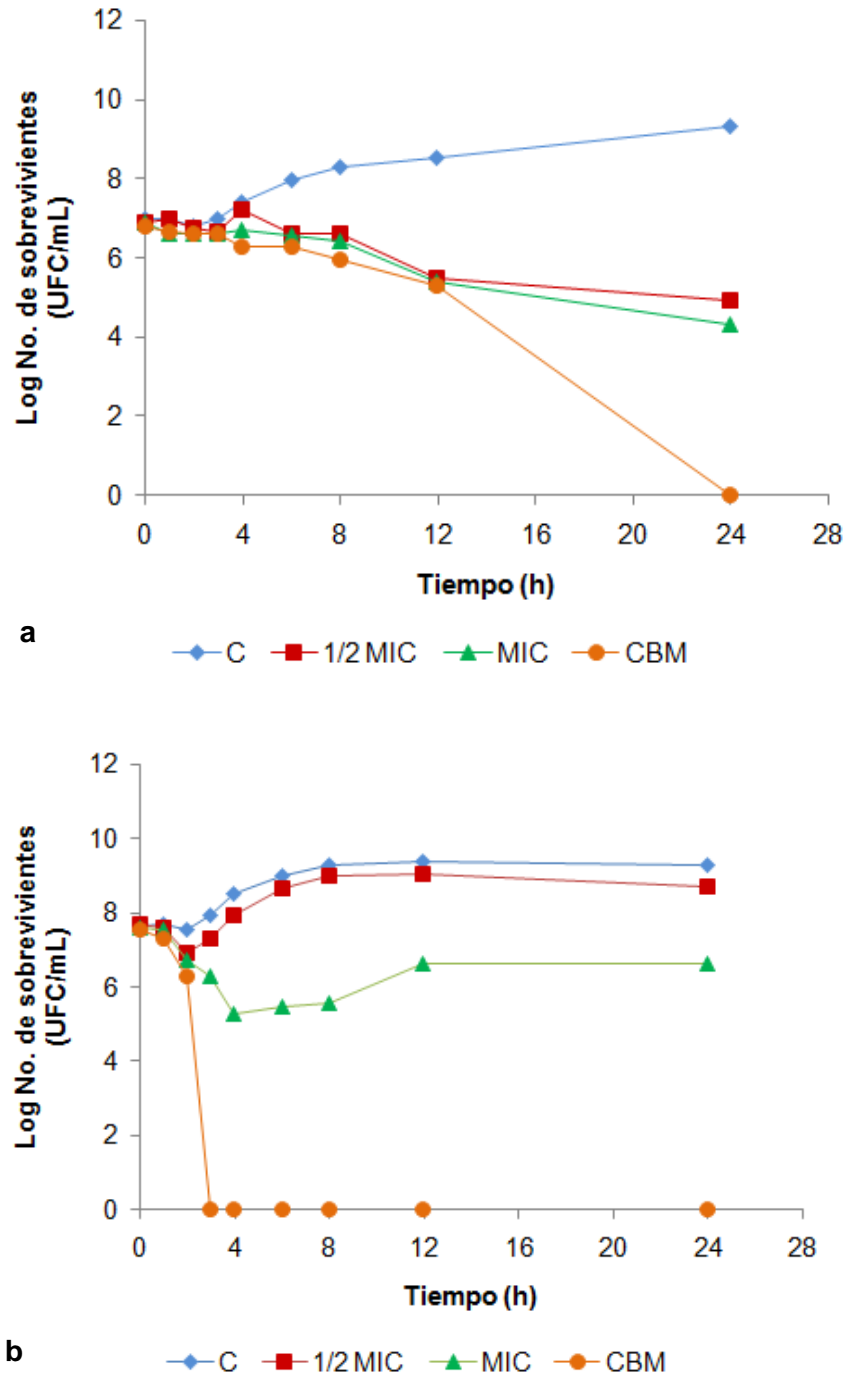 12
10
8
6
4
2
0
Log No. de sobrevivientes
(UFC/mL)
0 4 8 12 16 20 24 28
Tiempo (h)
a
C 1/2 MIC MIC CBM
12
10
8
6
4
2
0
Log No. de sobrevivientes
(UFC/mL)
0 4 8 12 16 20 24 28
Tiempo (h)
b
C 1/2 MIC MIC CBM